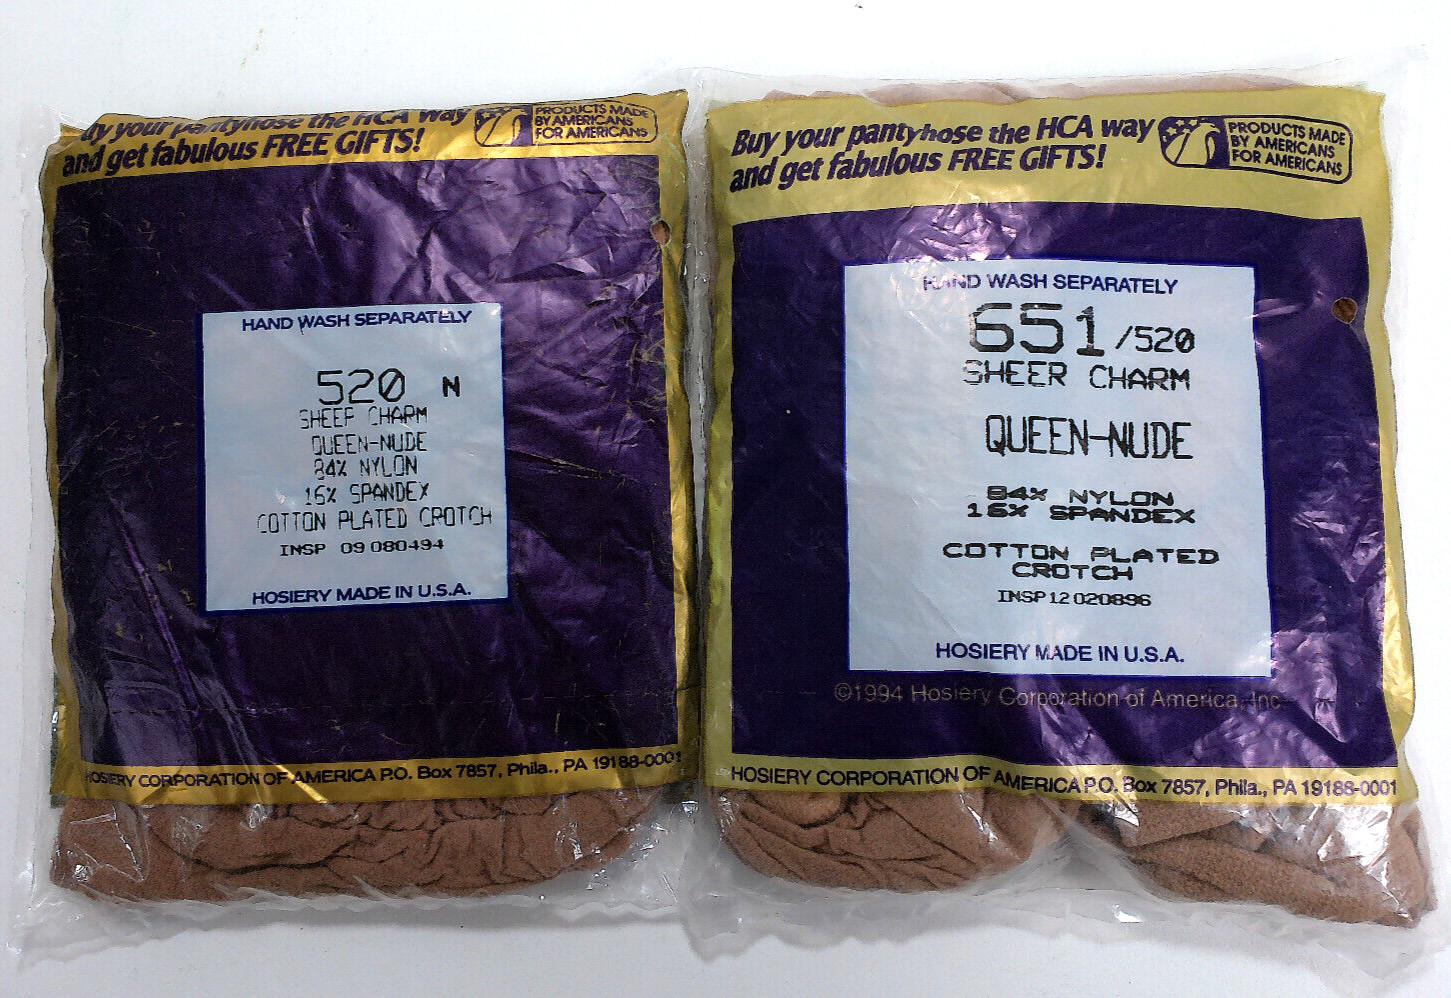 uy your pantyhose the HCA way
and get fabulous FREE GIFTS!
PRODUCTS MADE
BY AMERICANS
FOR AMERICANS
HAND WASH SEPARATELY
520 N
SHEER CHARM
QUEEN-NUDE
84% NYLON
16% SPANDEX
COTTON PLATED CROTCH
INSP 09 080494
HOSIERY MADE IN U.S.A.
HOSIERY CORPORATION OF AMERICA P.O. Box 7857, Phila., PA 19188-0001
Buy your pantyhose the HCA way
and get fabulous FREE GIFTS!
PRODUCTS MADE
BY AMERICANS
FOR AMERICANS
HAND WASH SEPARATELY
651/520
SHEER CHARM
QUEEN-NUDE
84% NYLON
16% SPANDEX
COTTON PLATED
CROTCH
INSP 12 020896
HOSIERY MADE IN U.S.A.
©1994 Hosiery Corporation of America, Inc
HOSIERY CORPORATION OF AMERICA P.O. Box 7857, Phila., PA 19188-0001